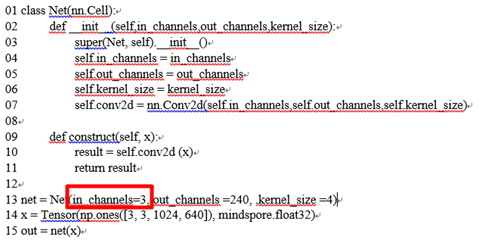 01 class Net(nn.Cell):
02 def __init__(self,in_channels,out_channels,kernel_size):
03 super(Net, self).__init__()
04 self.in_channels = in_channels
05 self.out_channels = out_channels
06 self.kernel_size = kernel_size
07 self.conv2d = nn.Conv2d(self.in_channels,self.out_channels,self.kernel_size)
08
09 def construct(self, x):
10 result = self.conv2d (x)
11 return result
12
13 net = Net(in_channels=3, out_channels =240, kernel_size =4)
14 x = Tensor(np.ones([3, 3, 1024, 640]), mindspore.float32)
15 out = net(x)